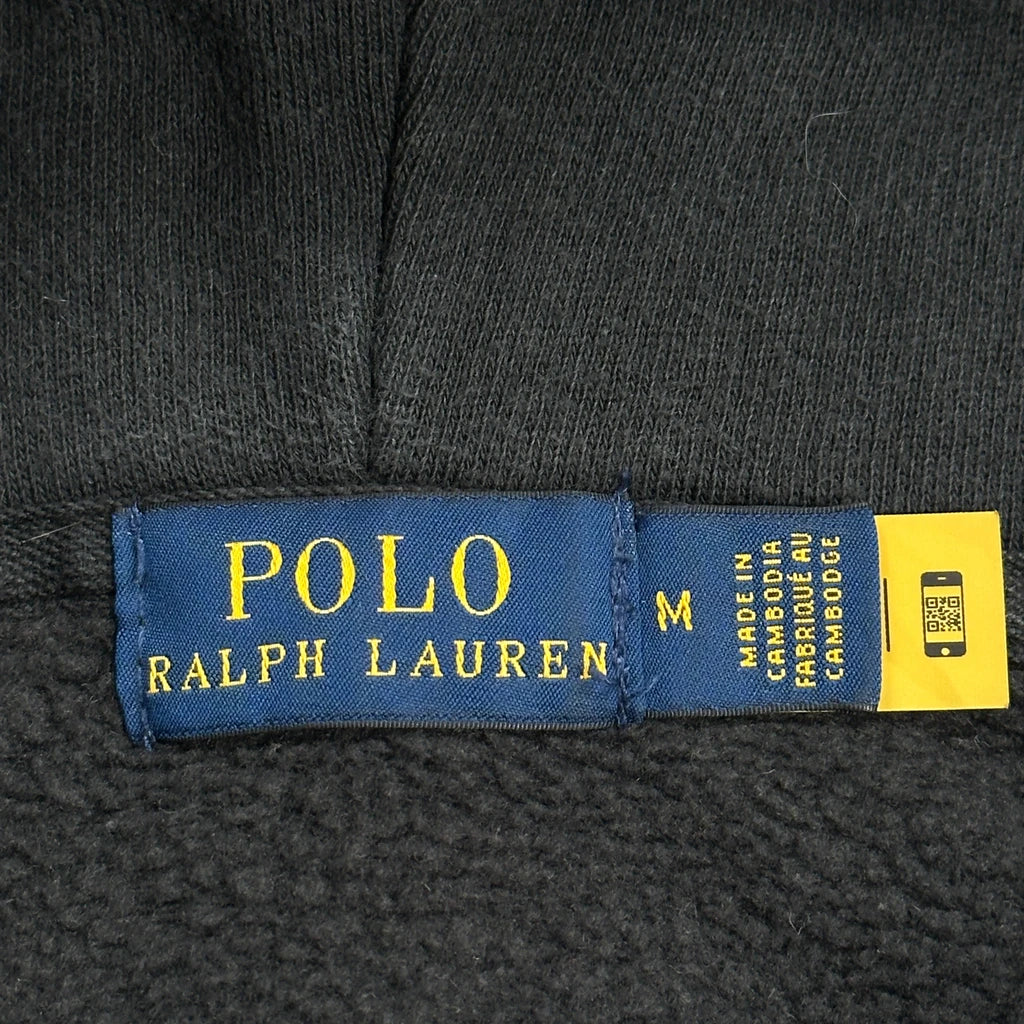 POLO
RALPH LAUREN
M
MADE IN
CAMBODIA
FABRIQUÉ AU
CAMBODGE